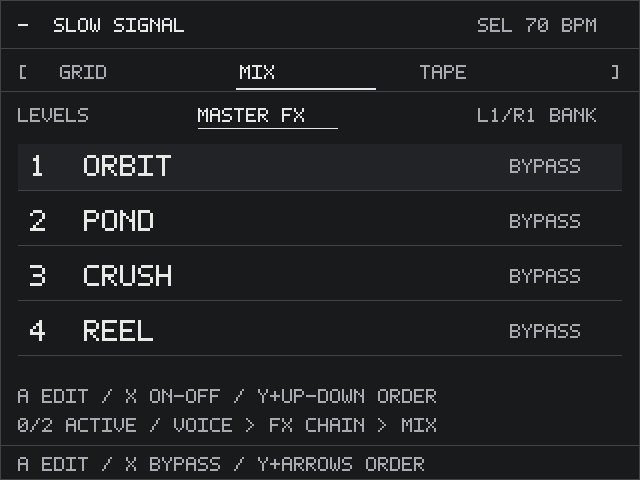 – SLOW SIGNAL SEL 70 BPM
[ GRID MIX TAPE ]
LEVELS MASTER FX L1/R1 BANK
1 ORBIT BYPASS
2 POND BYPASS
3 CRUSH BYPASS
4 REEL BYPASS
A EDIT / X ON-OFF / Y+UP-DOWN ORDER
0/2 ACTIVE / VOICE > FX CHAIN > MIX
A EDIT / X BYPASS / Y+ARROWS ORDER